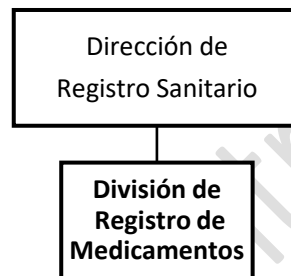 Dirección de
Registro Sanitario
División de
Registro de
Medicamentos